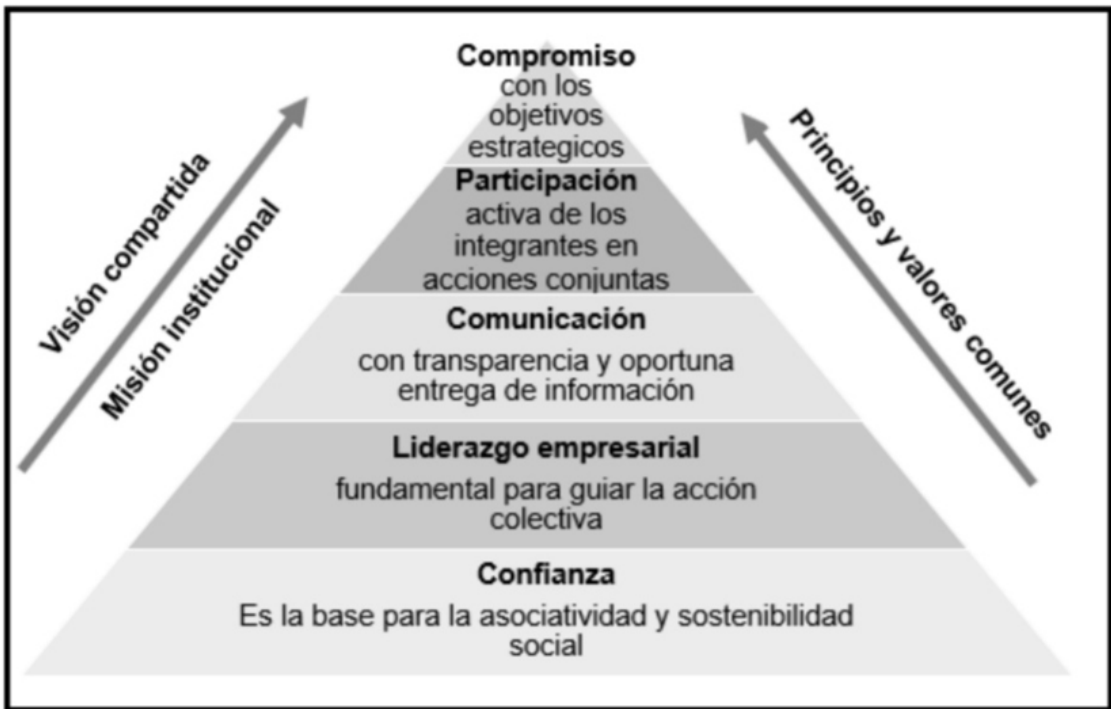 Compromiso
con los
objetivos
estrategicos
Participación
activa de los
integrantes en
acciones conjuntas
Comunicación
con transparencia y oportuna
entrega de información
Liderazgo empresarial
fundamental para guiar la acción
colectiva
Confianza
Es la base para la asociatividad y sostenibilidad
social
Visión compartida
Misión institucional
Principios y valores comunes